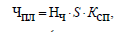 Ч_ПЛ = Н_Ч · S · К_СП,